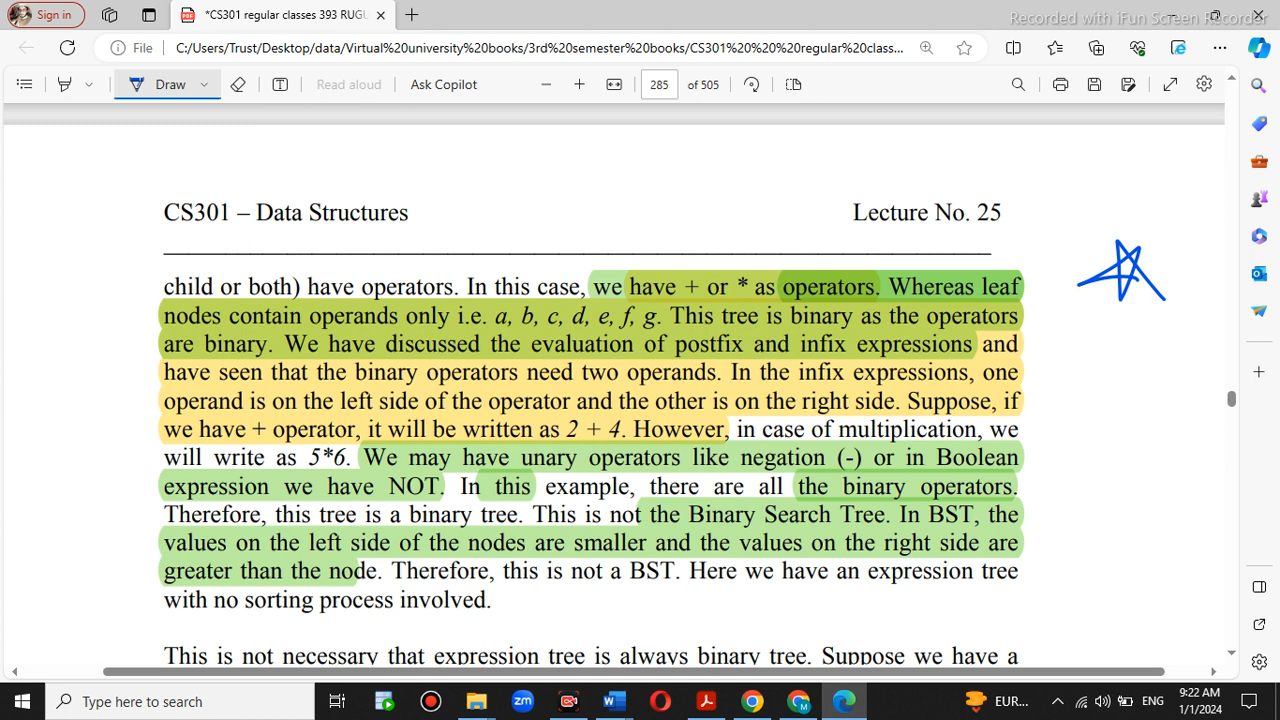 Sign in
*CS301 regular classes 393 RUGU
Recorded with iFun Screen Recorder
File
C:/Users/Trust/Desktop/data/Virtual%20university%20books/3rd%20semester%20books/CS301%20%20%20regular%20class...
Draw
Read aloud
Ask Copilot
285 of 505
CS301 – Data Structures
Lecture No. 25
child or both) have operators. In this case, we have + or * as operators. Whereas leaf
nodes contain operands only i.e. a, b, c, d, e, f, g. This tree is binary as the operators
are binary. We have discussed the evaluation of postfix and infix expressions and
have seen that the binary operators need two operands. In the infix expressions, one
operand is on the left side of the operator and the other is on the right side. Suppose, if
we have + operator, it will be written as 2 + 4. However, in case of multiplication, we
will write as 5*6. We may have unary operators like negation (-) or in Boolean
expression we have NOT. In this example, there are all the binary operators.
Therefore, this tree is a binary tree. This is not the Binary Search Tree. In BST, the
values on the left side of the nodes are smaller and the values on the right side are
greater than the node. Therefore, this is not a BST. Here we have an expression tree
with no sorting process involved.
This is not necessary that expression tree is always binary tree. Suppose we have a
Type here to search
zm
EUR...
ENG
9:22 AM
1/1/2024